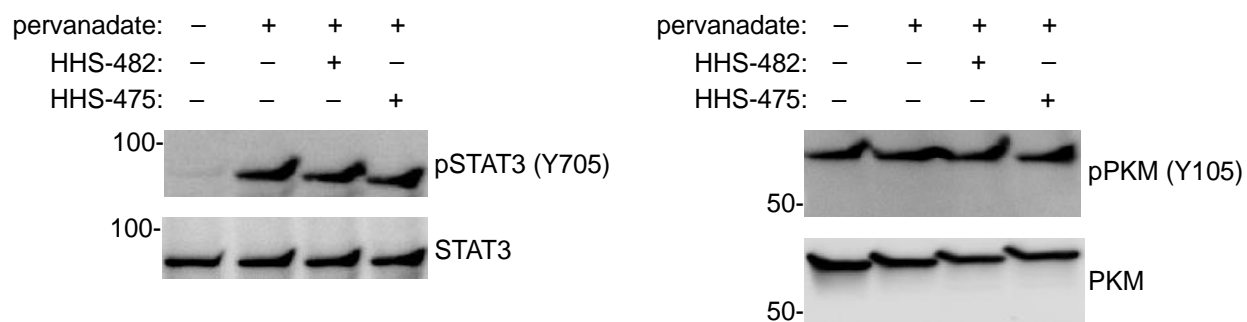 pervanadate: – + + +
HHS-482: – – + –
HHS-475: – – – +
100-
pSTAT3 (Y705)
100-
STAT3
pervanadate: – + + +
HHS-482: – – + –
HHS-475: – – – +
pPKM (Y105)
50-
PKM
50-